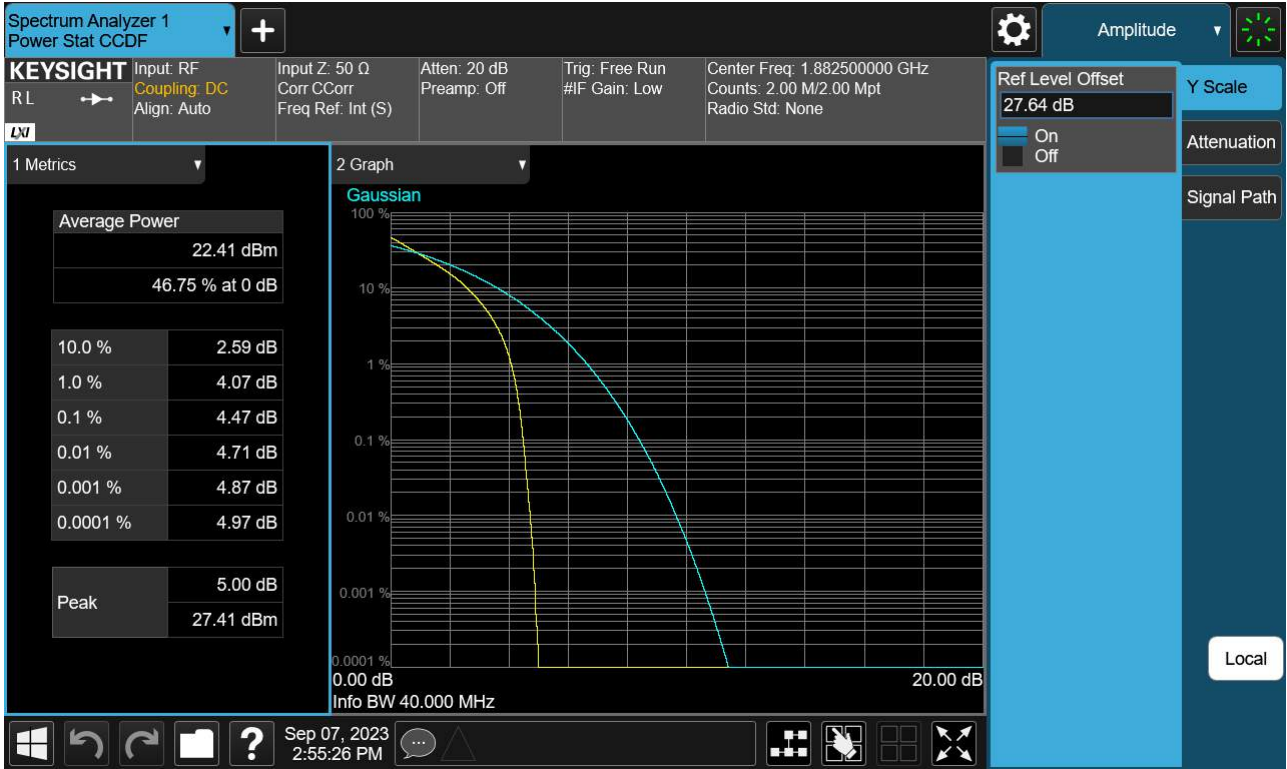 Spectrum Analyzer 1
Power Stat CCDF
+
Amplitude
KEYSIGHT
RL
LXI
Input: RF
Coupling: DC
Align: Auto
Input Z: 50 Ω
Corr CCorr
Freq Ref: Int (S)
Atten: 20 dB
Preamp: Off
Trig: Free Run
#IF Gain: Low
Center Freq: 1.882500000 GHz
Counts: 2.00 M/2.00 Mpt
Radio Std: None
Ref Level Offset
27.64 dB
On
Off
Y Scale
Attenuation
Signal Path
Local
1 Metrics
Average Power
22.41 dBm
46.75 % at 0 dB
10.0 % 2.59 dB
1.0 % 4.07 dB
0.1 % 4.47 dB
0.01 % 4.71 dB
0.001 % 4.87 dB
0.0001 % 4.97 dB
Peak
5.00 dB
27.41 dBm
2 Graph
Gaussian
100 %
10 %
1 %
0.1 %
0.01 %
0.001 %
0.0001 %
0.00 dB 20.00 dB
Info BW 40.000 MHz
?
Sep 07, 2023
2:55:26 PM